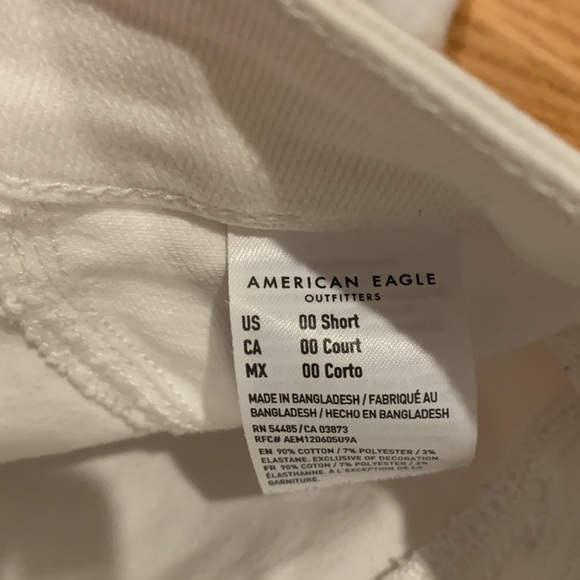 AMERICAN EAGLE
OUTFITTERS
US 00 Short
CA 00 Court
MX 00 Corto
MADE IN BANGLADESH / FABRIQUÉ AU
BANGLADESH / HECHO EN BANGLADESH
RN 54485/CA 03873
RFC# AEM120605U9A
EN 90% COTTON / 7% POLYESTER / 3%
ELASTANE. EXCLUSIVE OF DECORATION.
FR 90% COTON / 7% POLYESTER / 3%
ÉLASTHANNE. À L'EXCEPTION DE LA
GARNITURE.